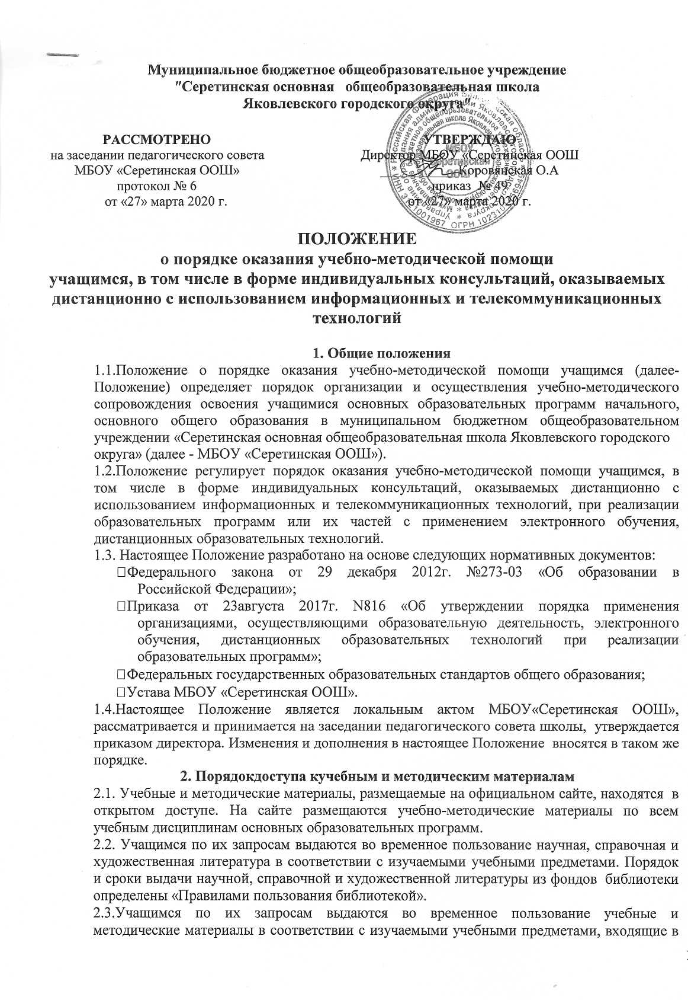 Муниципальное бюджетное общеобразовательное учреждение
"Серетинская основная общеобразовательная школа
Яковлевского городского округа"
РАССМОТРЕНО
на заседании педагогического совета
МБОУ «Серетинская ООШ»
протокол № 6
от «27» марта 2020 г.
УТВЕРЖДАЮ
Директор МБОУ «Серетинская ООШ
Коровянская О.А
приказ № 49
от «27» марта 2020 г.
МБОУ
Серетинская
ООШ
ПОЛОЖЕНИЕ
о порядке оказания учебно-методической помощи
учащимся, в том числе в форме индивидуальных консультаций, оказываемых
дистанционно с использованием информационных и телекоммуникационных
технологий
1. Общие положения
1.1.Положение о порядке оказания учебно-методической помощи учащимся (далее-
Положение) определяет порядок организации и осуществления учебно-методического
сопровождения освоения учащимися основных образовательных программ начального,
основного общего образования в муниципальном бюджетном общеобразовательном
учреждении «Серетинская основная общеобразовательная школа Яковлевского городского
округа» (далее - МБОУ «Серетинская ООШ»).
1.2.Положение регулирует порядок оказания учебно-методической помощи учащимся, в
том числе в форме индивидуальных консультаций, оказываемых дистанционно с
использованием информационных и телекоммуникационных технологий, при реализации
образовательных программ или их частей с применением электронного обучения,
дистанционных образовательных технологий.
1.3. Настоящее Положение разработано на основе следующих нормативных документов:
Федерального закона от 29 декабря 2012г. №273-03 «Об образовании в
Российской Федерации»;
Приказа от 23августа 2017г. N816 «Об утверждении порядка применения
организациями, осуществляющими образовательную деятельность, электронного
обучения, дистанционных образовательных технологий при реализации
образовательных программ»;
Федеральных государственных образовательных стандартов общего образования;
Устава МБОУ «Серетинская ООШ».
1.4.Настоящее Положение является локальным актом МБОУ«Серетинская ООШ»,
рассматривается и принимается на заседании педагогического совета школы, утверждается
приказом директора. Изменения и дополнения в настоящее Положение вносятся в таком же
порядке.
2. Порядокдоступа кучебным и методическим материалам
2.1. Учебные и методические материалы, размещаемые на официальном сайте, находятся в
открытом доступе. На сайте размещаются учебно-методические материалы по всем
учебным дисциплинам основных образовательных программ.
2.2. Учащимся по их запросам выдаются во временное пользование научная, справочная и
художественная литература в соответствии с изучаемыми учебными предметами. Порядок
и сроки выдачи научной, справочной и художественной литературы из фондов библиотеки
определены «Правилами пользования библиотекой».
2.3.Учащимся по их запросам выдаются во временное пользование учебные и
методические материалы в соответствии с изучаемыми учебными предметами, входящие в